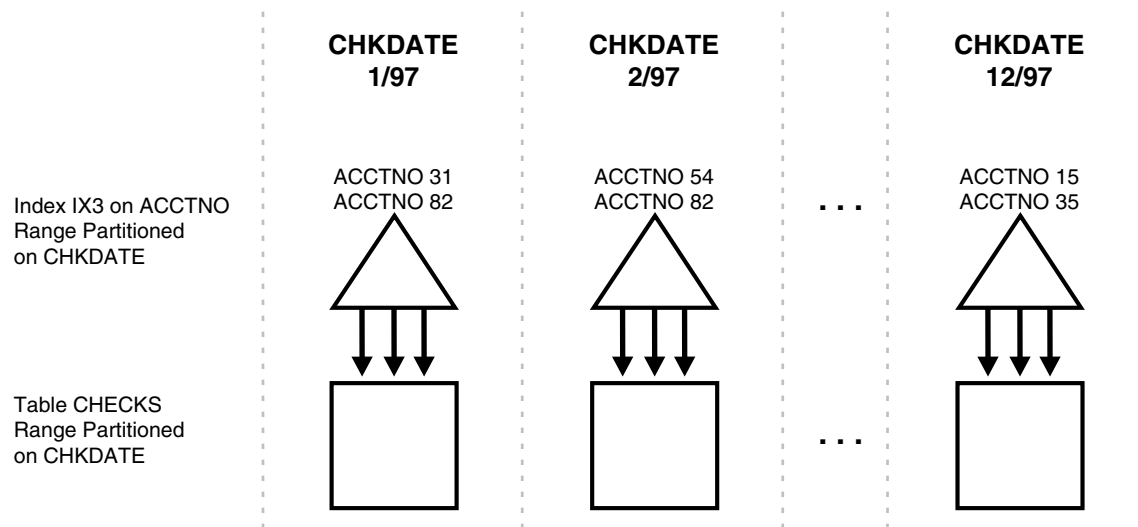 CHKDATE
1/97
CHKDATE
2/97
CHKDATE
12/97
Index IX3 on ACCTNO
Range Partitioned
on CHKDATE
ACCTNO 31
ACCTNO 82
ACCTNO 54
ACCTNO 82
. . .
ACCTNO 15
ACCTNO 35
Table CHECKS
Range Partitioned
on CHKDATE
. . .